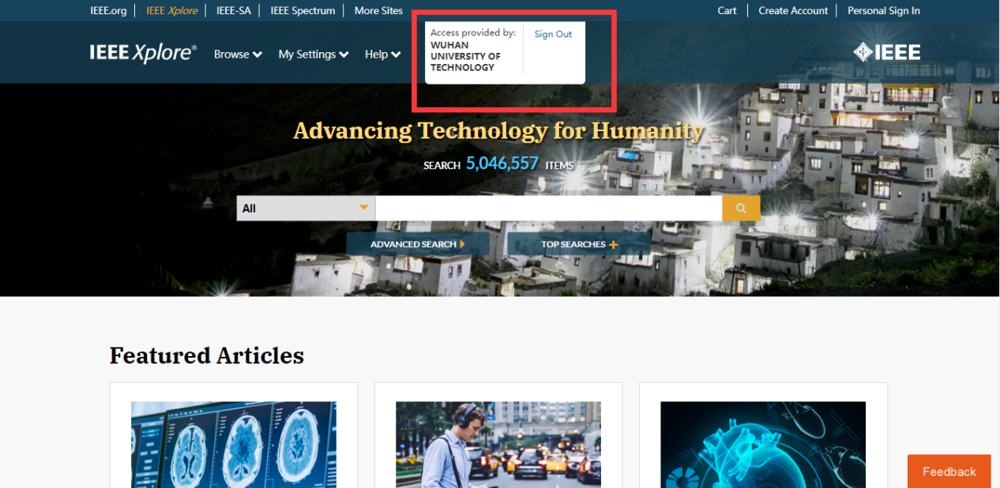 IEEE.org IEEE Xplore IEEE-SA IEEE Spectrum More Sites Cart Create Account Personal Sign In
IEEE Xplore® Browse My Settings Help
Access provided by:
WUHAN
UNIVERSITY OF
TECHNOLOGY
Sign Out
IEEE
Advancing Technology for Humanity
SEARCH 5,046,557 ITEMS
All
ADVANCED SEARCH TOP SEARCHES
Featured Articles
Feedback